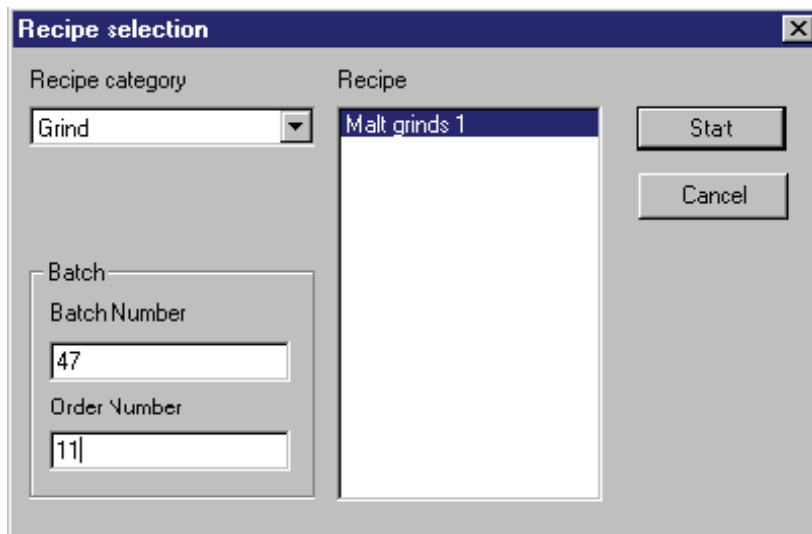 Recipe selection
Recipe category
Grind
Recipe
Malt grinds 1
Start
Cancel
Batch
Batch Number
47
Order Number
11